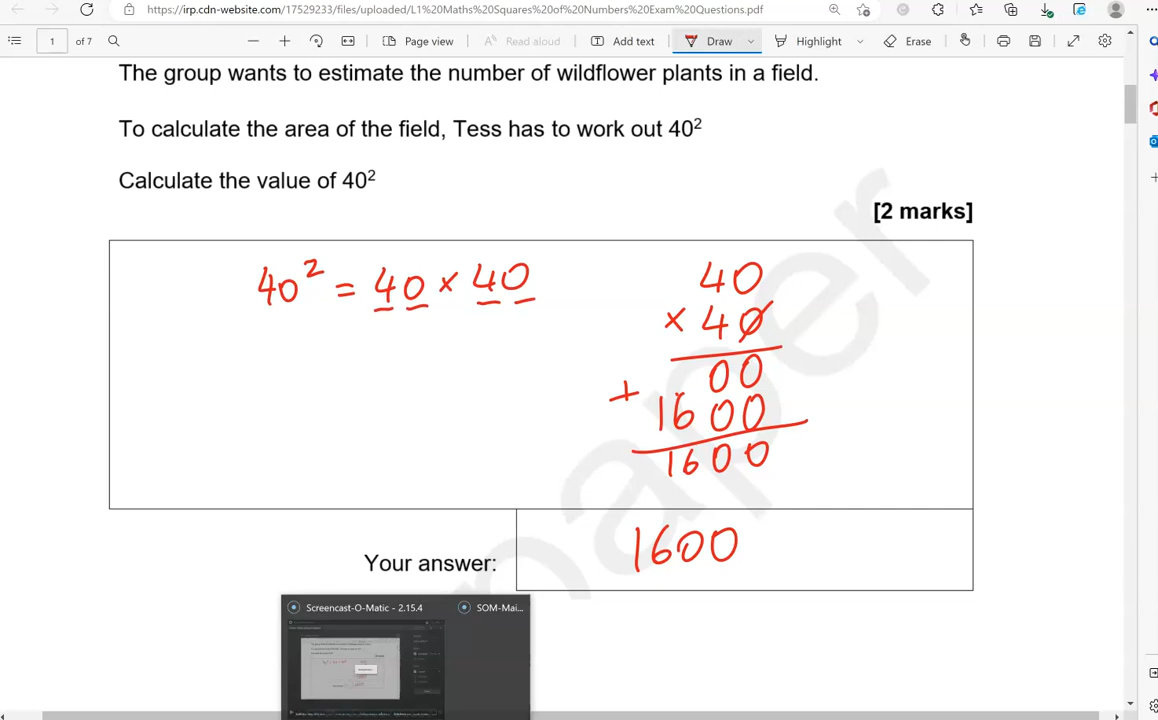 https://irp.cdn-website.com/17529233/files/uploaded/L1%20Maths%20Squares%20of%20Numbers%20Exam%20Questions.pdf
1 of 7
Page view
Read aloud
Add text
Draw
Highlight
Erase
The group wants to estimate the number of wildflower plants in a field.
To calculate the area of the field, Tess has to work out 40²
Calculate the value of 40²
[2 marks]
40² = 40 × 40
40
× 40
00
+ 1600
1600
Your answer: 1600
Screencast-O-Matic - 2.15.4
SOM-Mai...